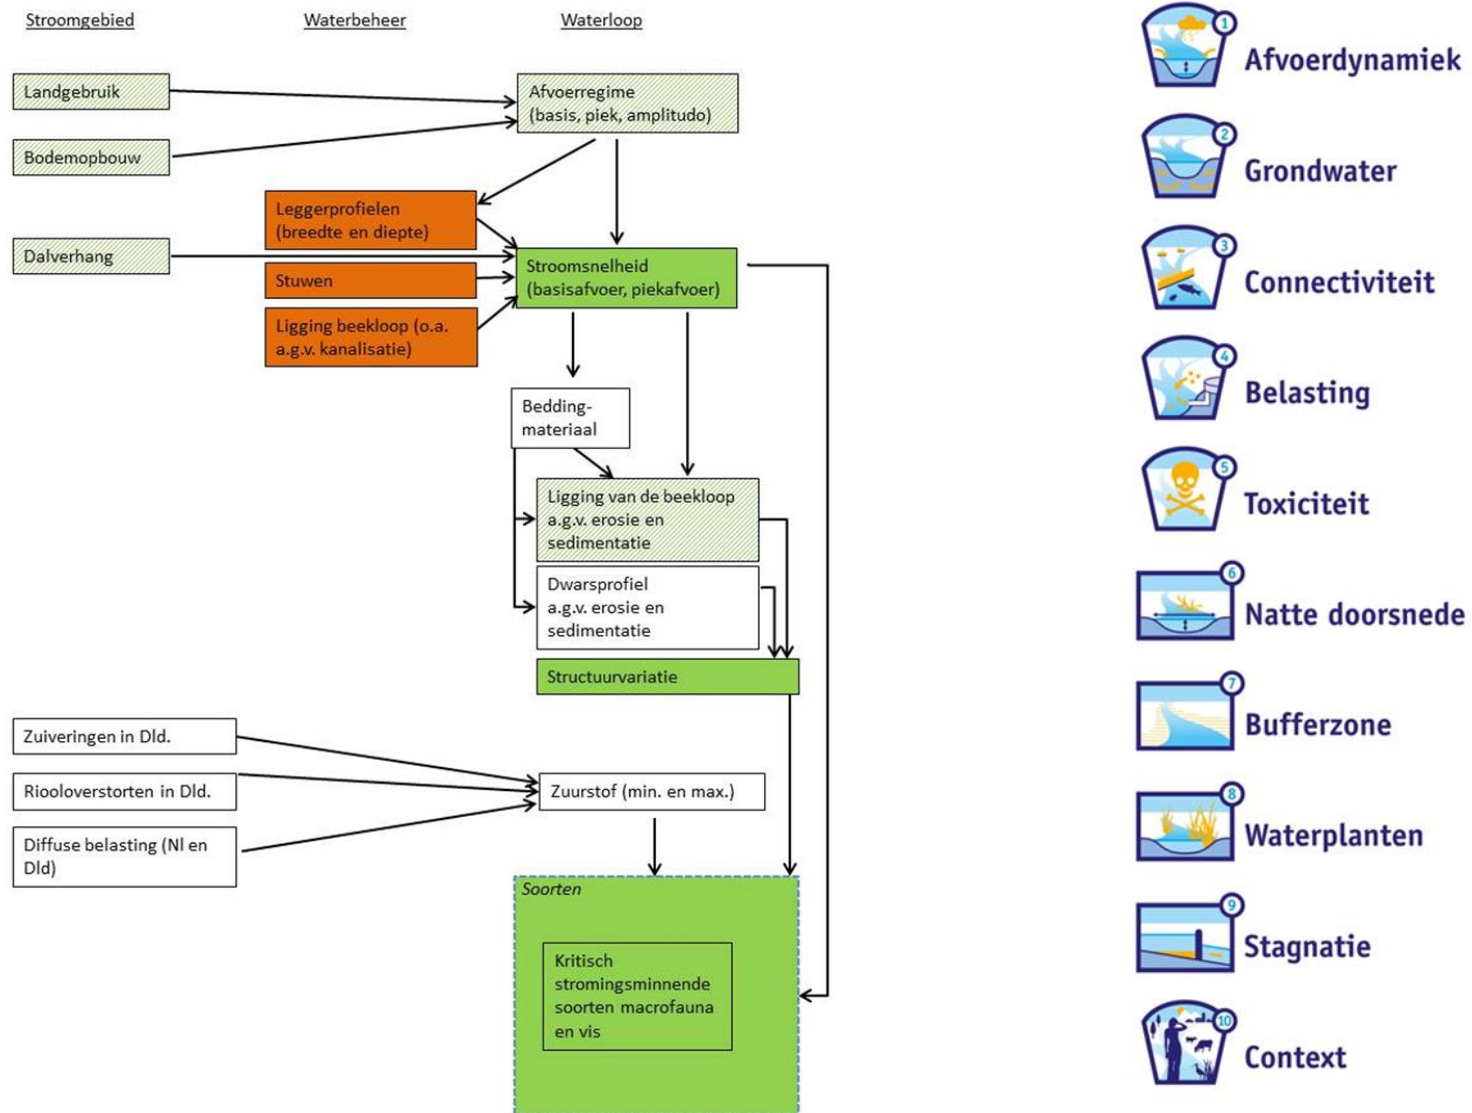 Stroomgebied
Waterbeheer
Waterloop
Landgebruik
Bodemopbouw
Dalverhang
Afvoerregime
(basis, piek, amplitudo)
Leggerprofielen
(breedte en diepte)
Stuwen
Ligging beekloop (o.a.
a.g.v. kanalisatie)
Stroomsnelheid
(basisafvoer, piekafvoer)
Bedding-
materiaal
Ligging van de beekloop
a.g.v. erosie en
sedimentatie
Dwarsprofiel
a.g.v. erosie en
sedimentatie
Structuurvariatie
Zuiveringen in Dld.
Riooloverstorten in Dld.
Diffuse belasting (Nl en
Dld)
Zuurstof (min. en max.)
Soorten
Kritisch
stromingsminnende
soorten macrofauna
en vis
1
Afvoerdynamiek
2
Grondwater
3
Connectiviteit
4
Belasting
5
Toxiciteit
6
Natte doorsnede
7
Bufferzone
8
Waterplanten
9
Stagnatie
10
Context